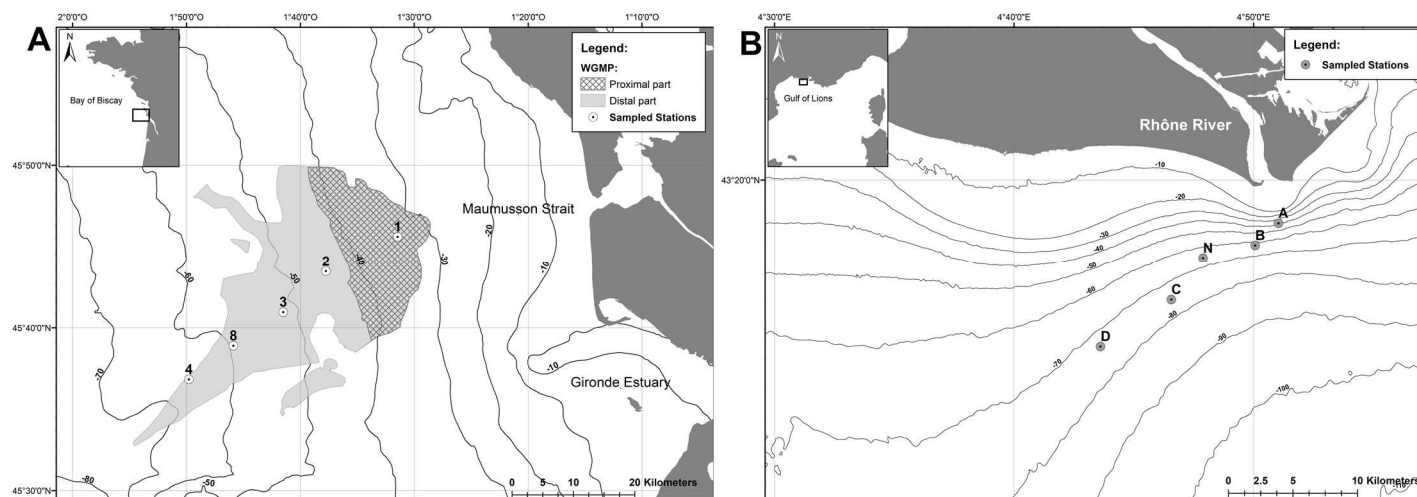 A
2°0'0"
1°50'0"
1°40'0"
1°30'0"
1°20'0"
1°10'0"
N
Bay of Biscay
Legend:
WGMP:
Proximal part
Distal part
Sampled Stations
45°50'0"N
45°40'0"N
45°30'0"N
Maumusson Strait
Gironde Estuary
1
2
3
8
4
-60
-50
-40
-30
-20
-10
-70
-10
-80
-50
0 5 10 20 Kilometers
B
4°30'0"E
4°40'0"E
4°50'0"E
N
Gulf of Lions
Legend:
Sampled Stations
Rhône River
43°20'0"N
-10
-20
-30
-40
-50
-60
-70
-80
-90
-100
-110
A
B
N
C
D
0 2.5 5 10 Kilometers